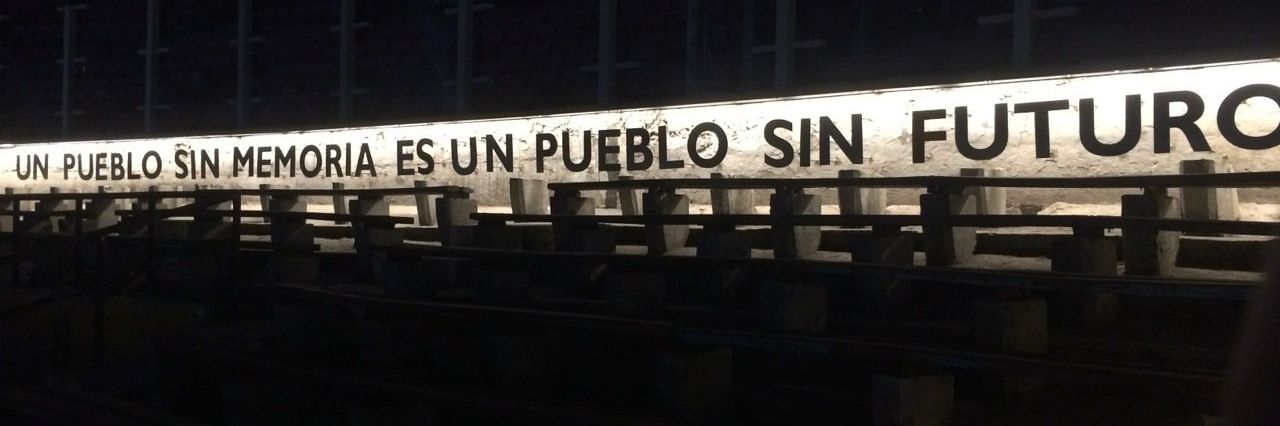 UN PUEBLO SIN MEMORIA ES UN PUEBLO SIN FUTURO